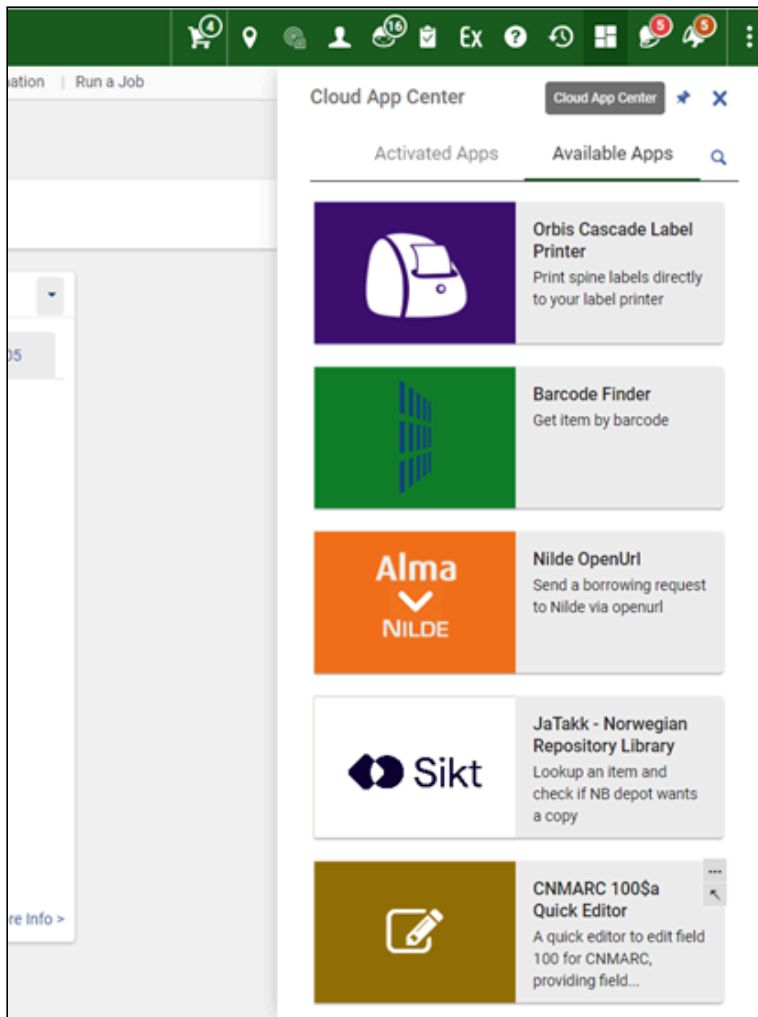 4
16
Ex
?
5
5
ation | Run a Job
Cloud App Center
Cloud App Center
Activated Apps
Available Apps
Orbis Cascade Label
Printer
Print spine labels directly
to your label printer
05
Barcode Finder
Get item by barcode
Alma
NILDE
Nilde OpenUrl
Send a borrowing request
to Nilde via openurl
Sikt
JaTakk - Norwegian
Repository Library
Lookup an item and
check if NB depot wants
a copy
CNMARC 100$a
Quick Editor
A quick editor to edit field
100 for CNMARC,
providing field...
re Info >